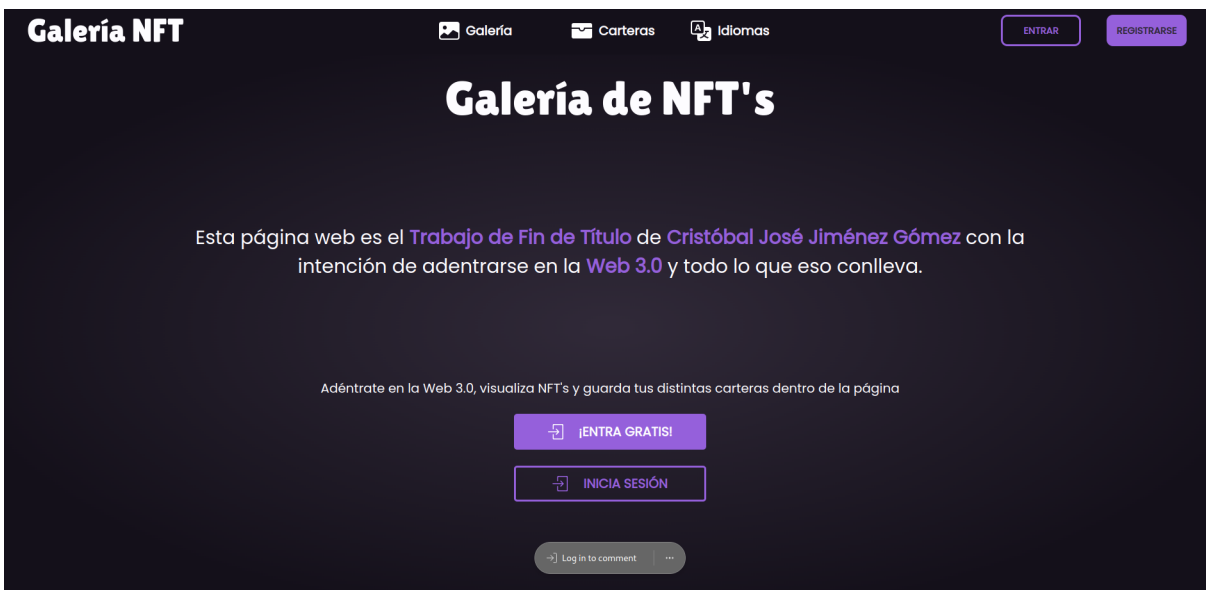 Galería NFT
Galería
Carteras
Idiomas
ENTRAR
REGISTRARSE
Galería de NFT's
Esta página web es el Trabajo de Fin de Título de Cristóbal José Jiménez Gómez con la
intención de adentrarse en la Web 3.0 y todo lo que eso conlleva.
Adéntrate en la Web 3.0, visualiza NFT's y guarda tus distintas carteras dentro de la página
¡ENTRA GRATIS!
INICIA SESIÓN
Log in to comment